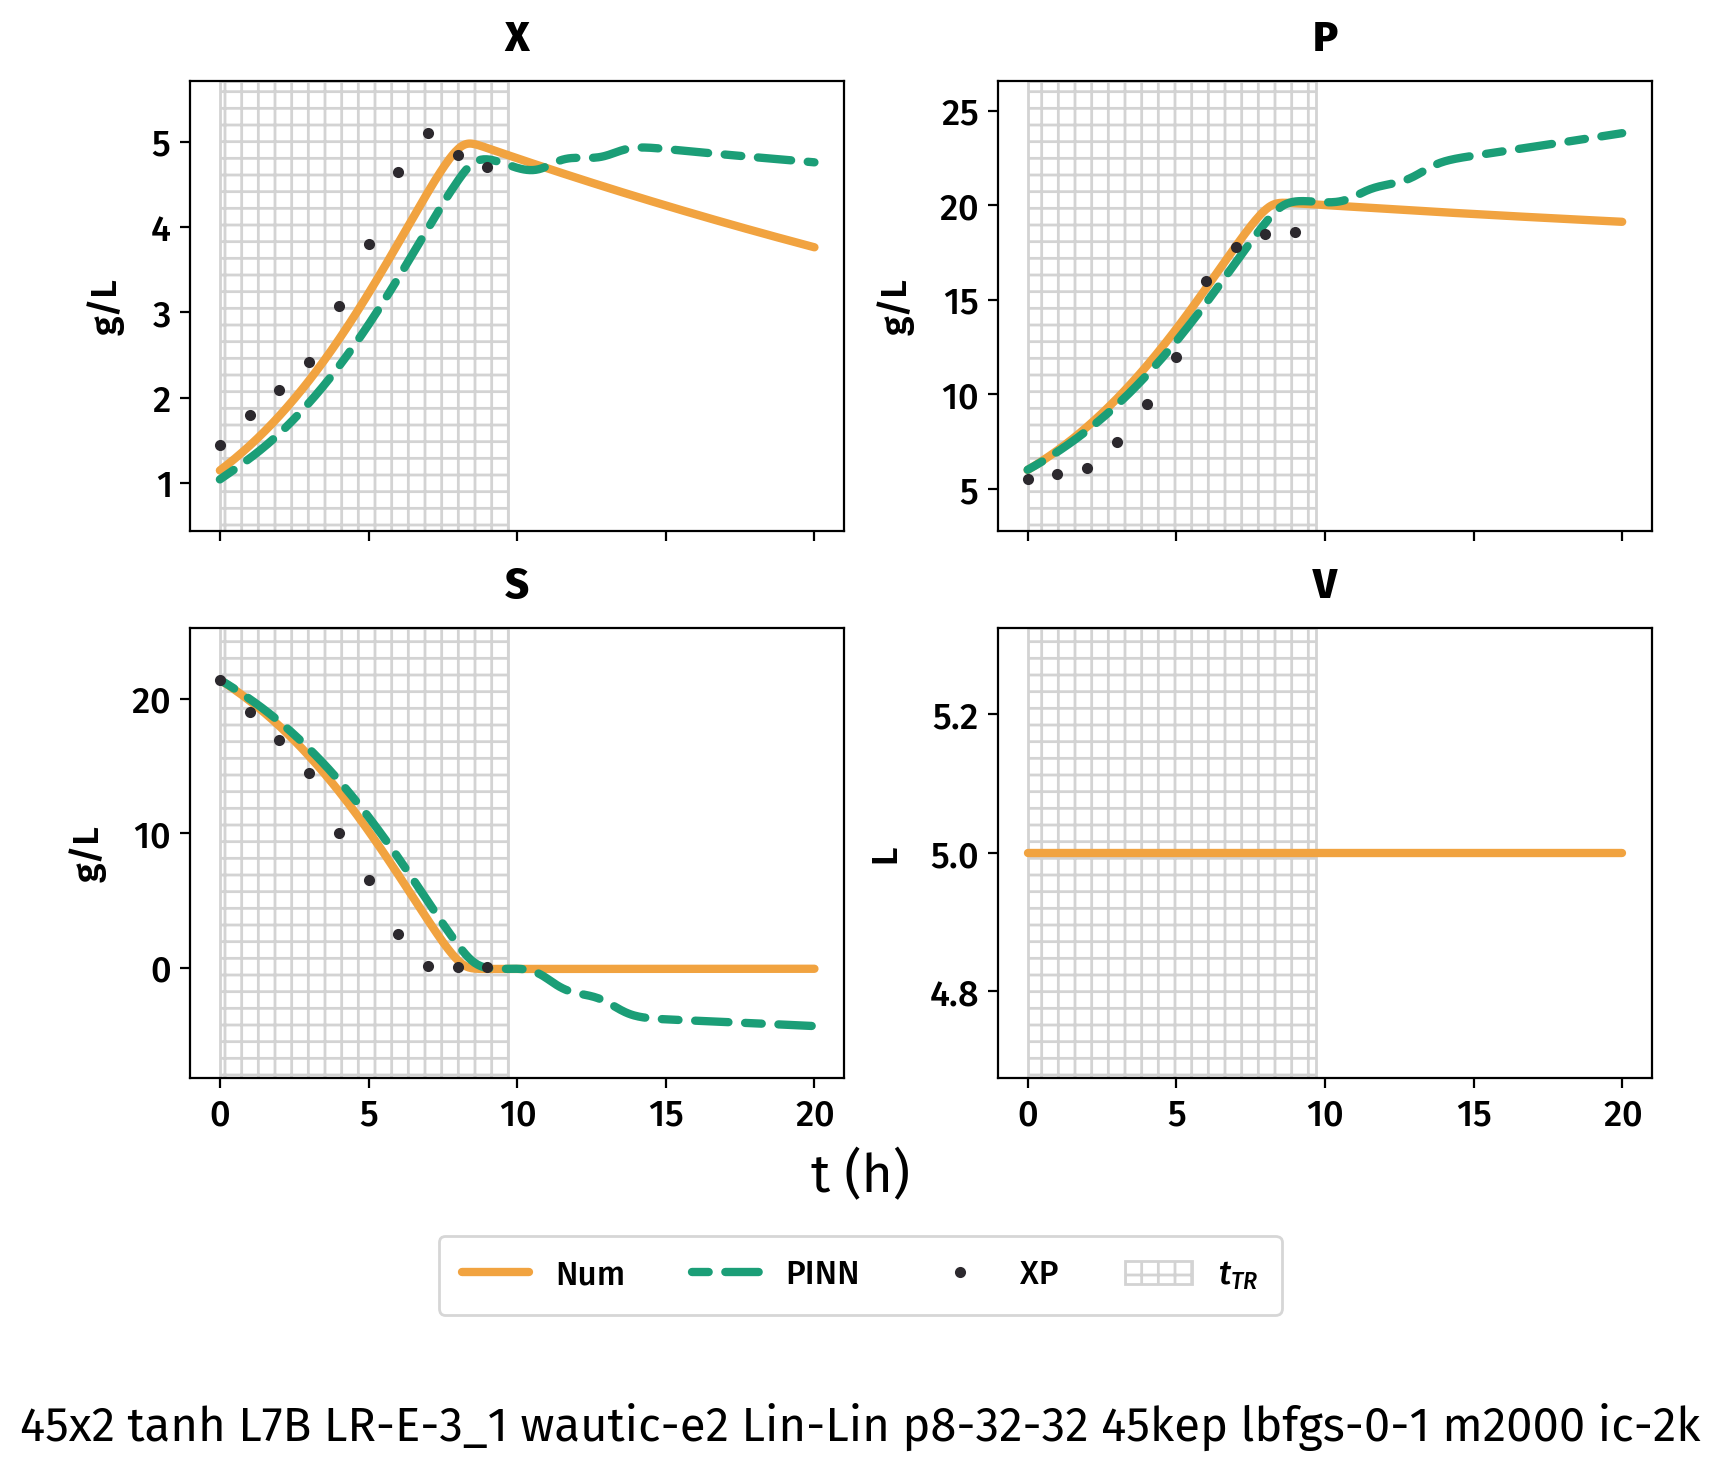 X
5
4
3
2
1
g/L
P
25
20
15
10
5
g/L
S
20
10
0
g/L
0 5 10 15 20
V
5.2
5.0
4.8
L
0 5 10 15 20
t (h)
Num PINN XP tTR
45x2 tanh L7B LR-E-3_1 wautic-e2 Lin-Lin p8-32-32 45kep lbfgs-0-1 m2000 ic-2k